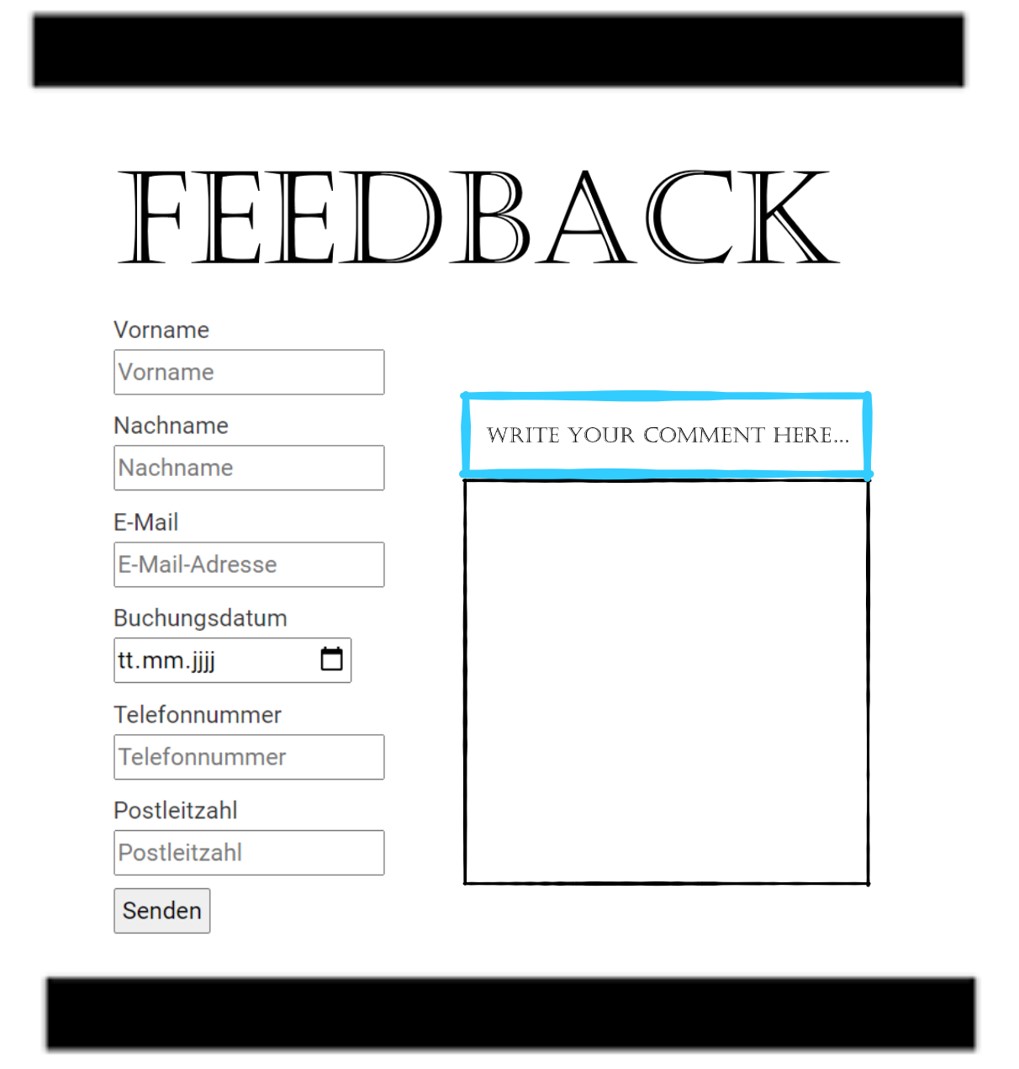 FEEDBACK
Vorname
Vorname
Nachname
Nachname
E-Mail
E-Mail-Adresse
Buchungsdatum
tt.mm.jjjj
Telefonnummer
Telefonnummer
Postleitzahl
Postleitzahl
Senden
WRITE YOUR COMMENT HERE...